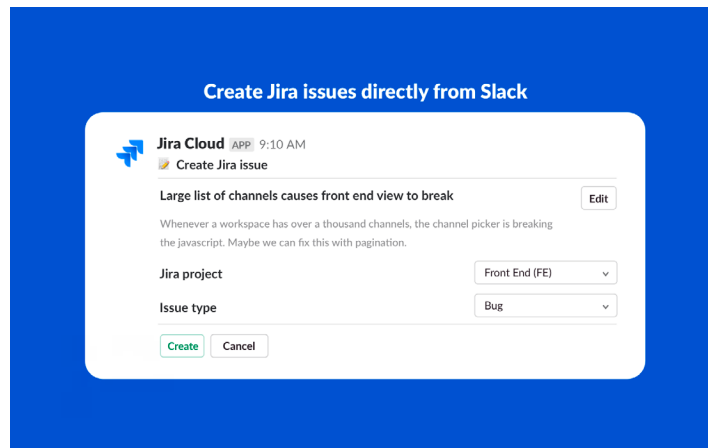 Create Jira issues directly from Slack
Jira Cloud APP 9:10 AM
📝 Create Jira issue
Large list of channels causes front end view to break
Edit
Whenever a workspace has over a thousand channels, the channel picker is breaking
the javascript. Maybe we can fix this with pagination.
Jira project
Front End (FE)
Issue type
Bug
Create
Cancel